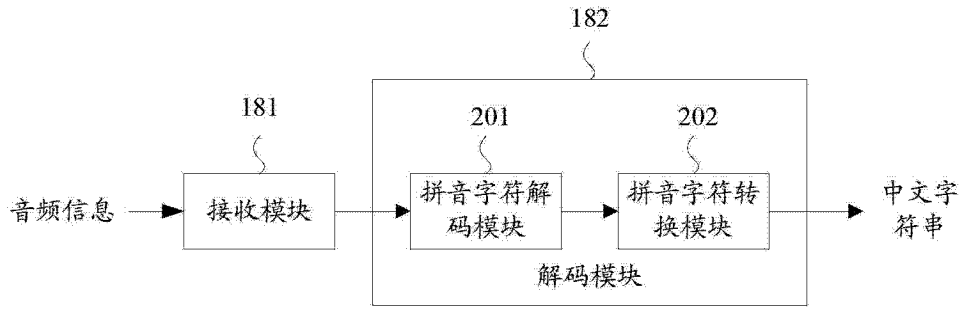 182
181
201
202
音频信息
接收模块
拼音字符解
码模块
拼音字符转
换模块
中文字
符串
解码模块